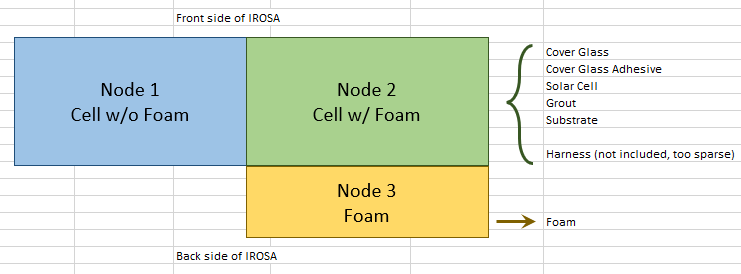 Front side of IROSA
Node 1
Cell w/o Foam
Node 2
Cell w/ Foam
Cover Glass
Cover Glass Adhesive
Solar Cell
Grout
Substrate
Harness (not included, too sparse)
Node 3
Foam
Foam
Back side of IROSA